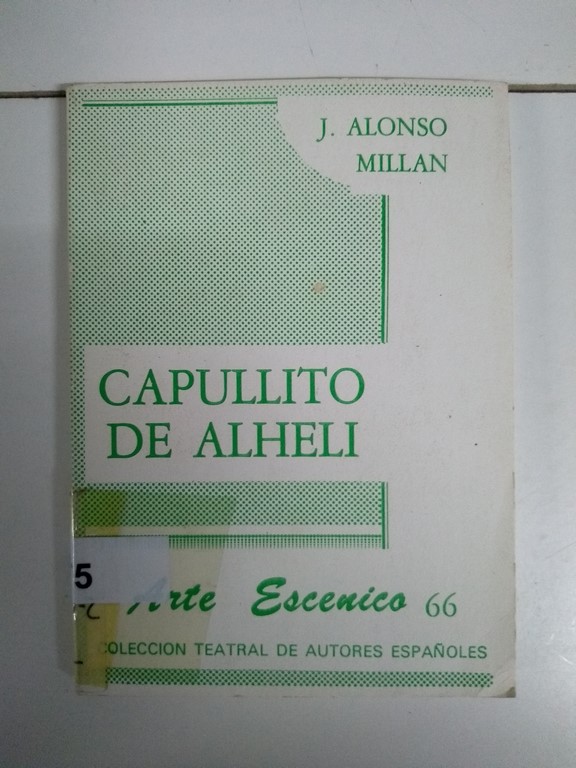 J. ALONSO
MILLAN
CAPULLITO
DE ALHELI
5
Arte Escenico 66
COLECCION TEATRAL DE AUTORES ESPAÑOLES